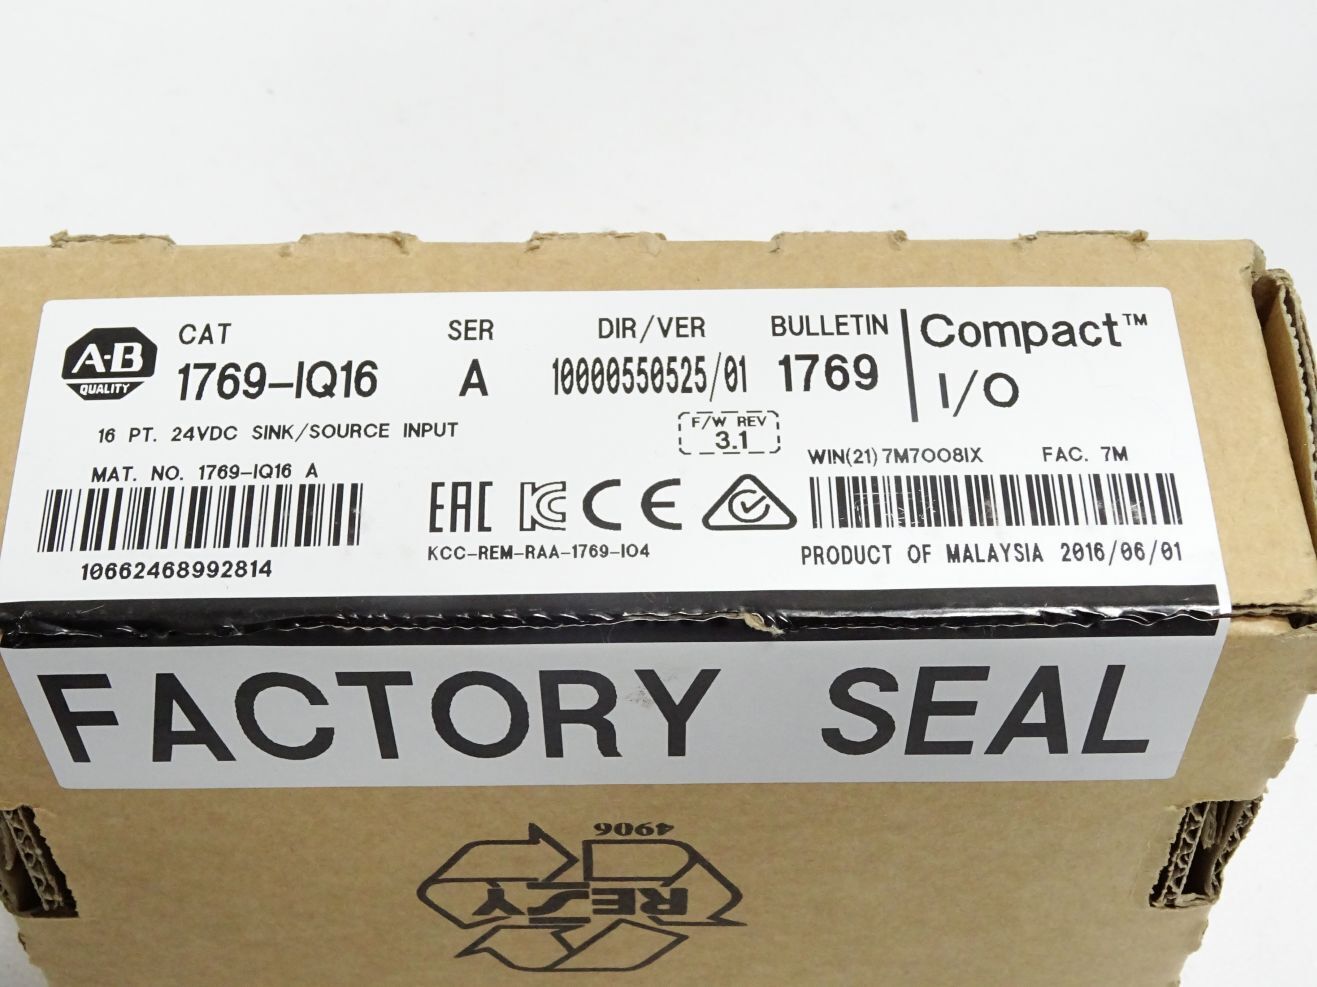 A-B
QUALITY
CAT
1769-IQ16
SER
A
DIR/VER
10000550525/01
BULLETIN
1769
Compact™
I/O
16 PT. 24VDC SINK/SOURCE INPUT
F/W REV
3.1
MAT. NO. 1769-IQ16 A
10662468992814
EAC
KC
CE
KCC-REM-RAA-1769-IO4
WIN(21)7M7008IX
FAC. 7M
PRODUCT OF MALAYSIA 2016/06/01
FACTORY SEAL
4906
RESY